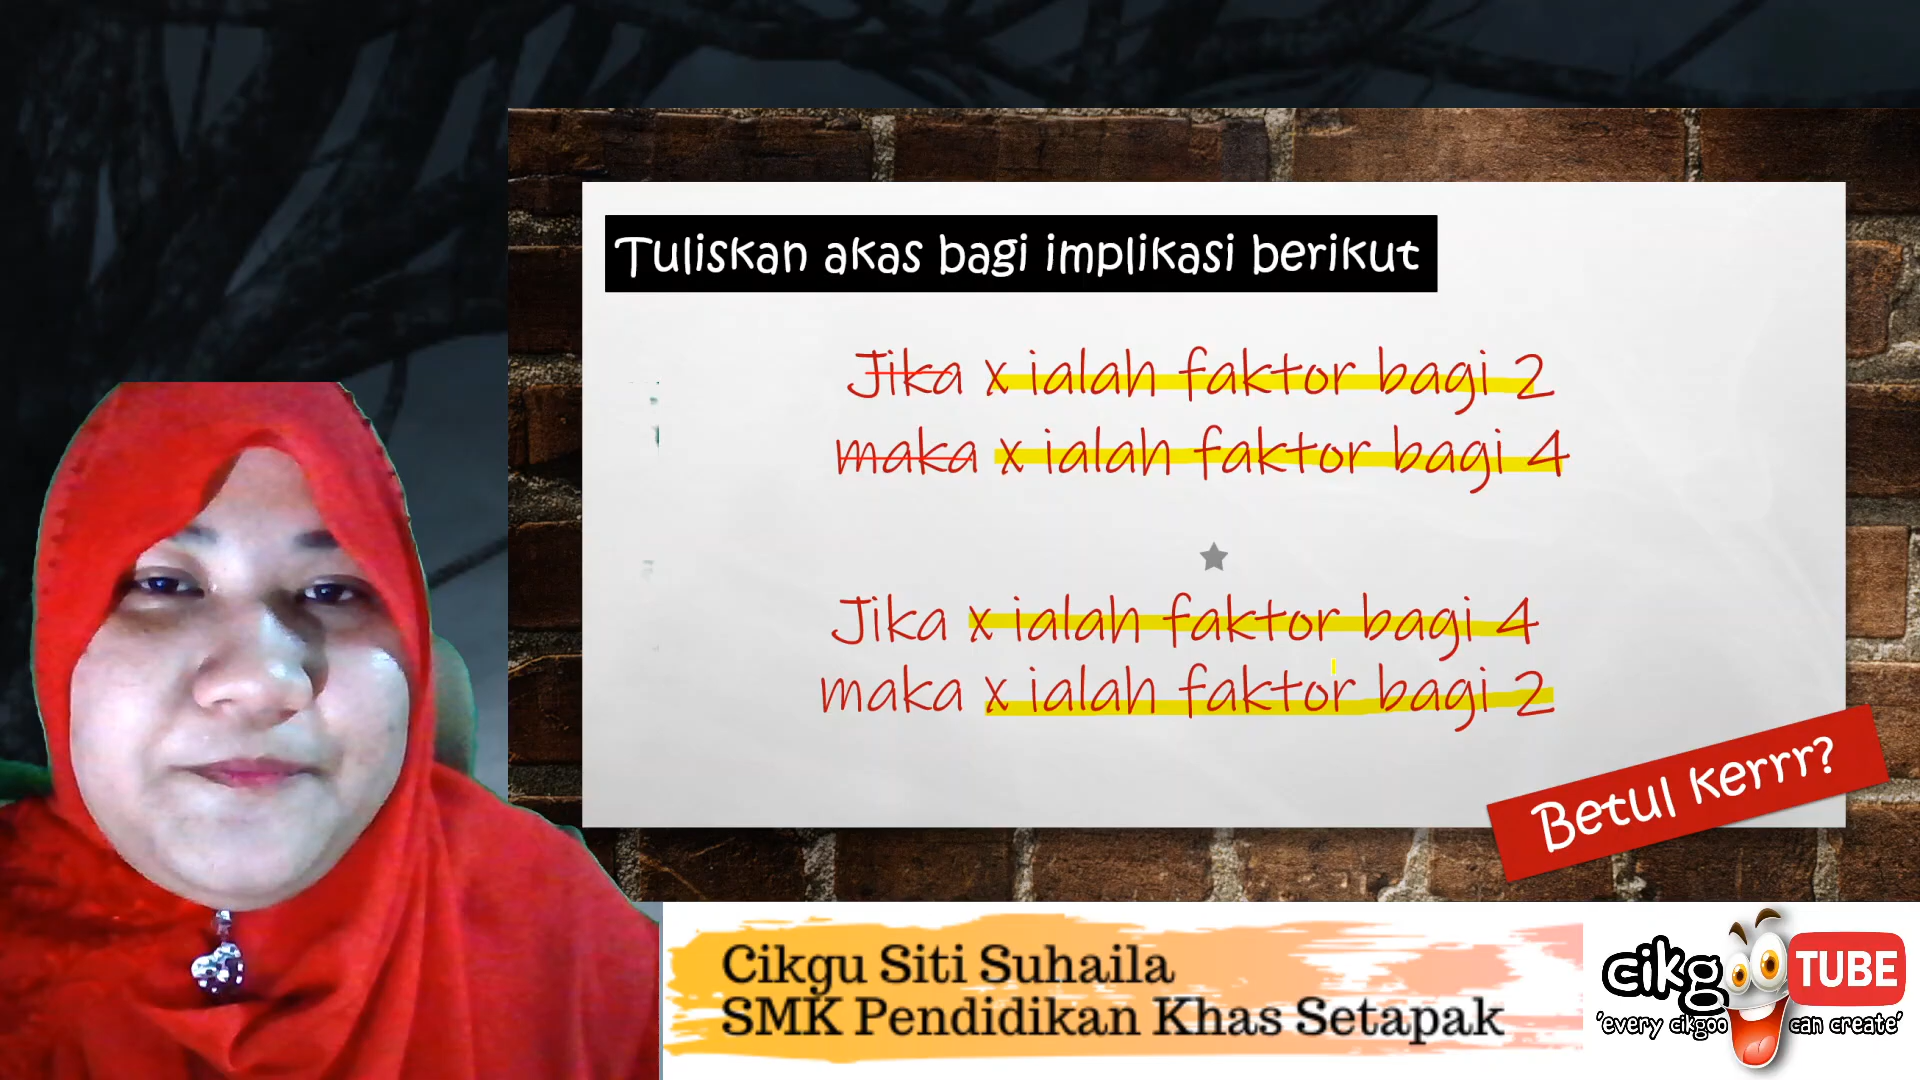 Tuliskan akas bagi implikasi berikut
Jika x ialah faktor bagi 2
maka x ialah faktor bagi 4
Jika x ialah faktor bagi 4
maka x ialah faktor bagi 2
Betul kerrr?
Cikgu Siti Suhaila
SMK Pendidikan Khas Setapak
cikgoo TUBE
'every cikgoo can create'